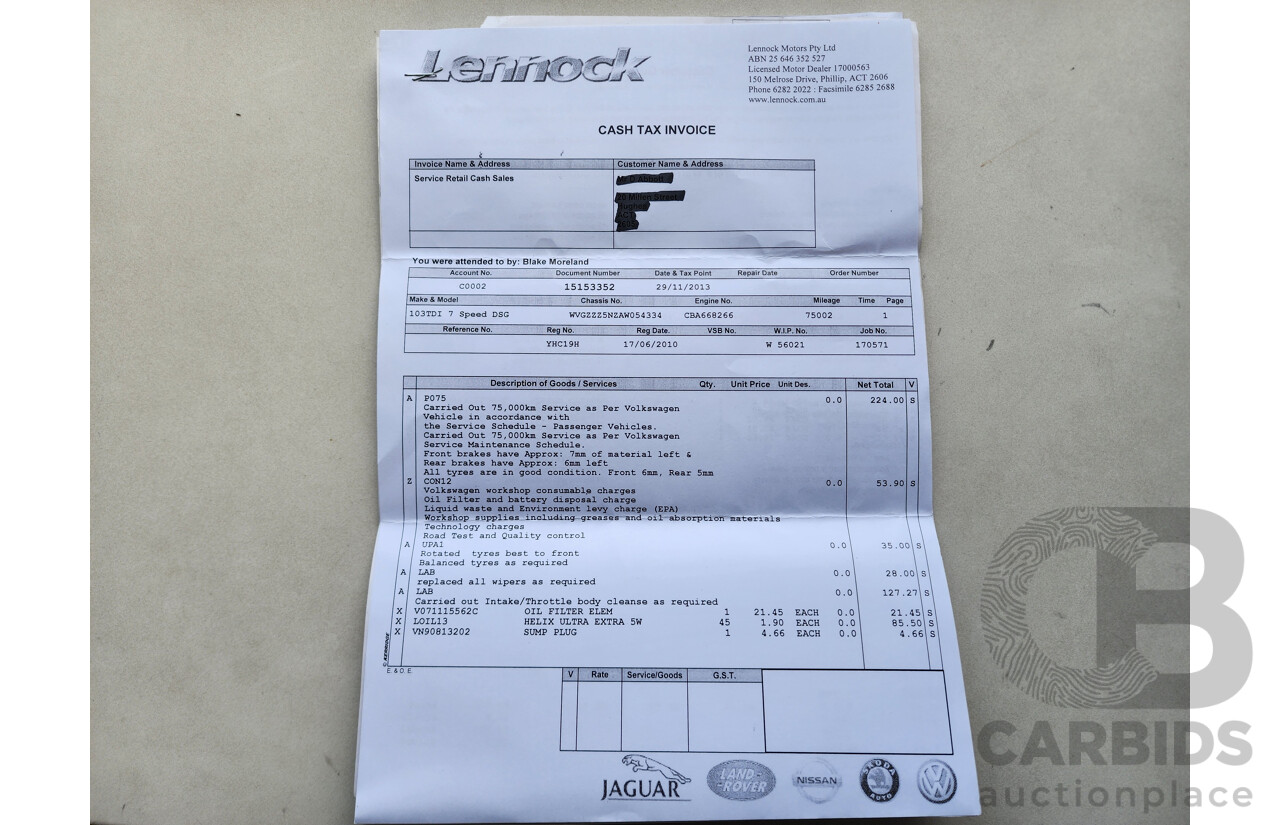 Lennock
Lennock Motors Pty Ltd
ABN 25 646 352 527
Licensed Motor Dealer 17000563
150 Melrose Drive, Phillip, ACT 2606
Phone 6282 2022 : Facsimile 6285 2688
www.lennock.com.au
CASH TAX INVOICE
Invoice Name & Address Customer Name & Address
Service Retail Cash Sales
You were attended to by: Blake Moreland
Account No. Document Number Date & Tax Point Repair Date Order Number
C0002 15153352 29/11/2013
Make & Model Chassis No. Engine No. Mileage Time Page
103TDI 7 Speed DSG WVGZZZ5NZAW054334 CBA668266 75002 1
Reference No. Reg No. Reg Date. VSB No. W.I.P. No. Job No.
YHC19H 17/06/2010 W 56021 170571
Description of Goods / Services Qty. Unit Price Unit Des. Net Total V
A P075 0.0 224.00 S
Carried Out 75,000km Service as Per Volkswagen
Vehicle in accordance with
the Service Schedule - Passenger Vehicles.
Carried Out 75,000km Service as Per Volkswagen
Service Maintenance Schedule.
Front brakes have Approx: 7mm of material left &
Rear brakes have Approx: 6mm left
All tyres are in good condition. Front 6mm, Rear 5mm
Z CON12 0.0 53.90 S
Volkswagen workshop consumable charges
Oil Filter and battery disposal charge
Liquid waste and Environment levy charge (EPA)
Workshop supplies including greases and oil absorption materials
Technology charges
Road Test and Quality control
A UPA1 0.0 35.00 S
Rotated tyres best to front
Balanced tyres as required
A LAB 0.0 28.00 S
replaced all wipers as required
A LAB 0.0 127.27 S
Carried out Intake/Throttle body cleanse as required
X V071115562C OIL FILTER ELEM 1 21.45 EACH 0.0 21.45 S
X LOIL13 HELIX ULTRA EXTRA 5W 45 1.90 EACH 0.0 85.50 S
X VN90813202 SUMP PLUG 1 4.66 EACH 0.0 4.66 S
E. & O. E.
V Rate Service/Goods G.S.T.
JAGUAR LAND-ROVER NISSAN SKODA AUTO
CB
CARBIDS
auctionplace